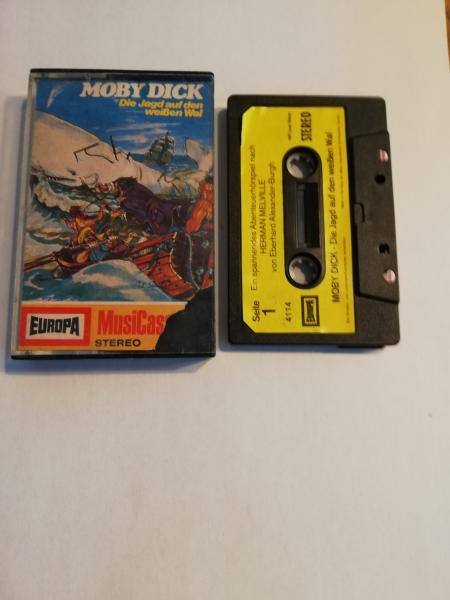 MOBY DICK
Die Jagd auf den
weißen Wal
EUROPA
MusiCas
STEREO
Ein spannendes Abenteuerhörspiel nach
HERMAN MELVILLE
von Eberhard Alexander-Burgh
Seite
1
4114
STEREO
MOBY DICK - Die Jagd auf den weißen Wal
EUROPA